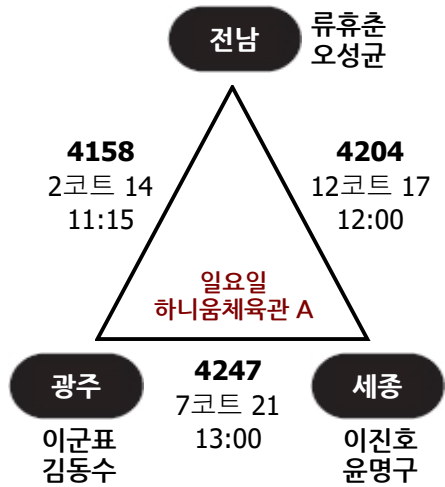 전남
류휴춘
오성균
4158
2코트 14
11:15
4204
12코트 17
12:00
일요일
하니움체육관 A
광주
이군표
김동수
4247
7코트 21
13:00
세종
이진호
윤명구